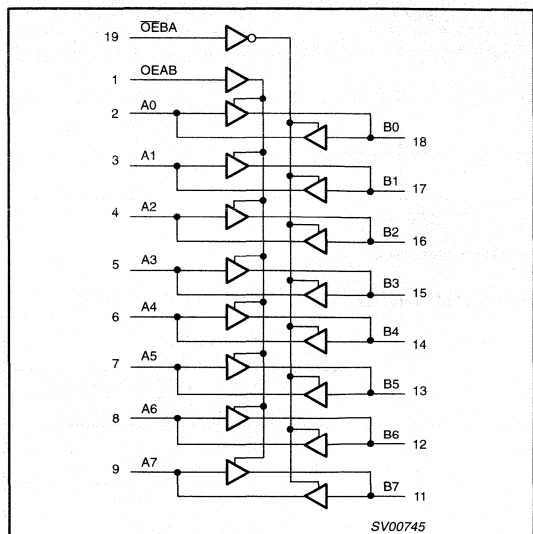 19 O̅E̅B̅A̅
1 OEAB
2 A0
B0 18
3 A1
B1 17
4 A2
B2 16
5 A3
B3 15
6 A4
B4 14
7 A5
B5 13
8 A6
B6 12
9 A7
B7 11
SV00745